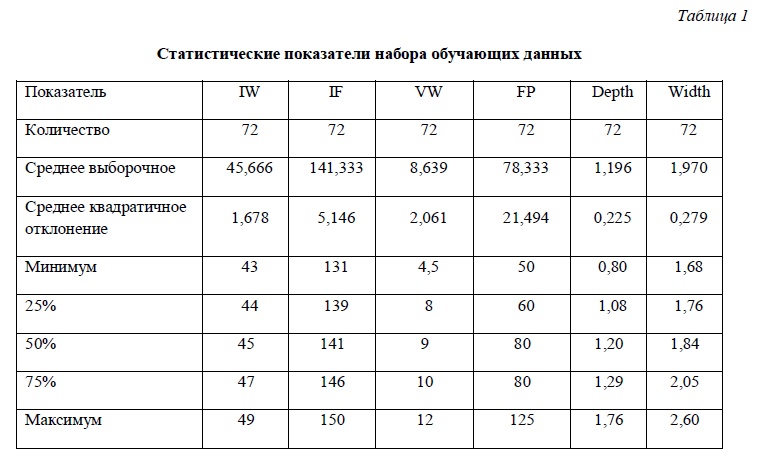 Таблица 1
Статистические показатели набора обучающих данных
Показатель IW IF VW FP Depth Width
Количество 72 72 72 72 72 72
Среднее выборочное 45,666 141,333 8,639 78,333 1,196 1,970
Среднее квадратичное
отклонение 1,678 5,146 2,061 21,494 0,225 0,279
Минимум 43 131 4,5 50 0,80 1,68
25% 44 139 8 60 1,08 1,76
50% 45 141 9 80 1,20 1,84
75% 47 146 10 80 1,29 2,05
Максимум 49 150 12 125 1,76 2,60